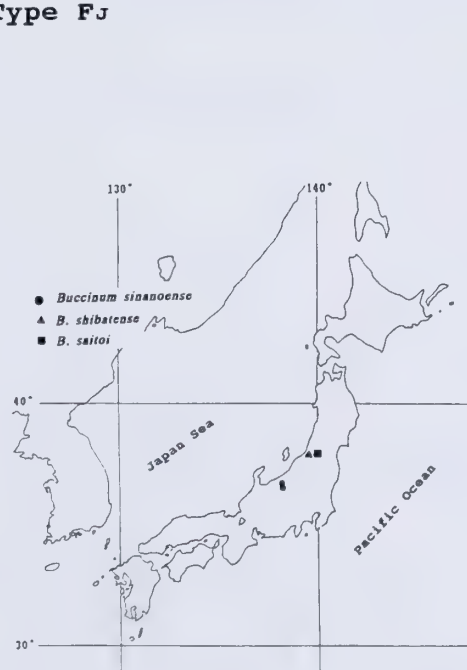 Type FJ
130°
140°
Buccinum sinanoense
B. shibatense
B. saitoi
40°
Japan Sea
Pacific Ocean
30°